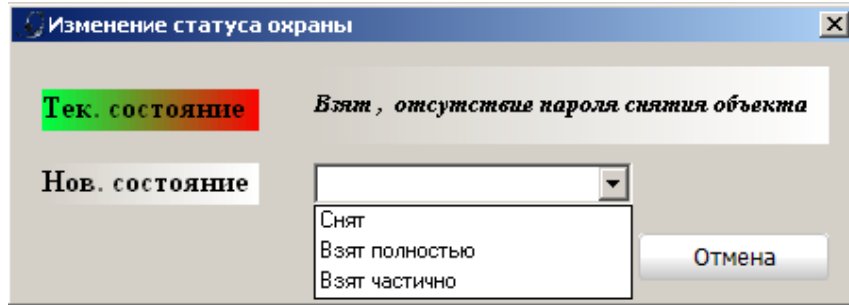 Изменение статуса охраны
Тек. состояние
Взят , отсутствие пароля снятия объекта
Нов. состояние
Снят
Взят полностью
Взят частично
Отмена